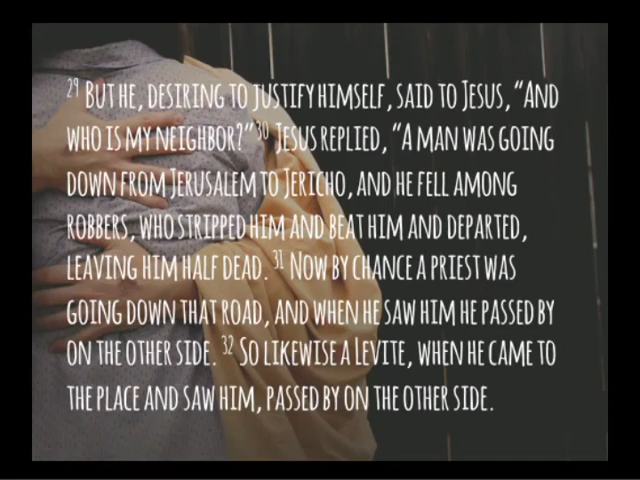 29 But he, desiring to justify himself, said to Jesus, “And
who is my neighbor?” 30 Jesus replied, “A man was going
down from Jerusalem to Jericho, and he fell among
robbers, who stripped him and beat him and departed,
leaving him half dead. 31 Now by chance a priest was
going down that road, and when he saw him he passed by
on the other side. 32 So likewise a Levite, when he came to
the place and saw him, passed by on the other side.